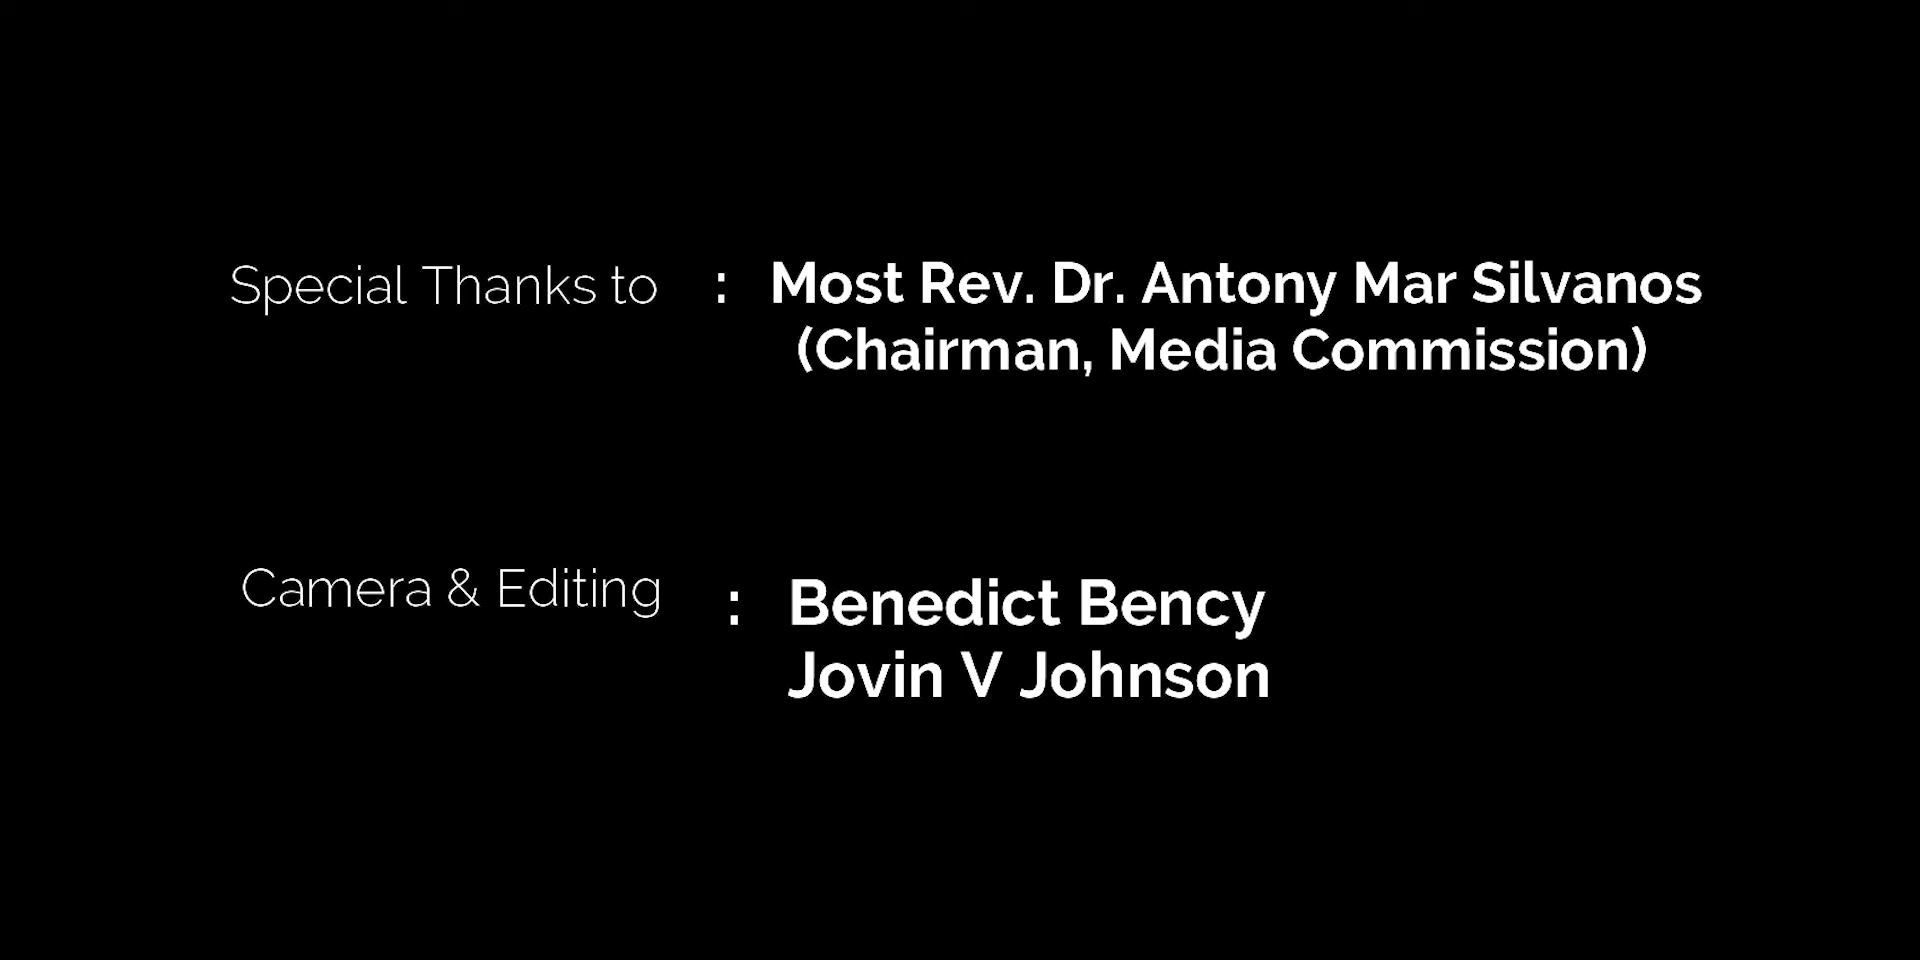 Special Thanks to : Most Rev. Dr. Antony Mar Silvanos
(Chairman, Media Commission)
Camera & Editing : Benedict Bency
Jovin V Johnson